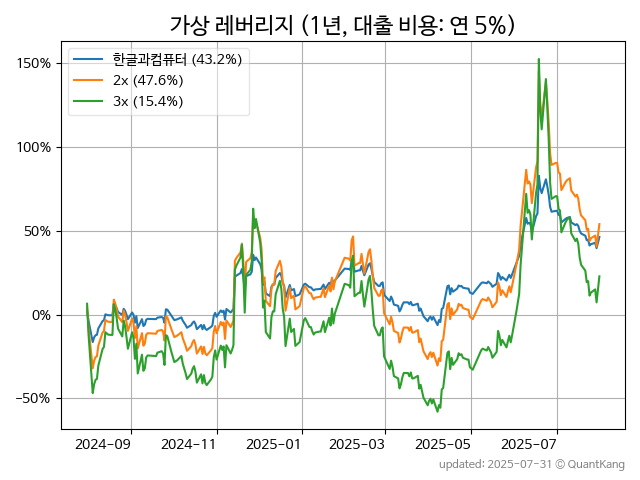 가상 레버리지 (1년, 대출 비용: 연 5%)
한글과컴퓨터 (43.2%)
2x (47.6%)
3x (15.4%)
150%
100%
50%
0%
−50%
2024-09 2024-11 2025-01 2025-03 2025-05 2025-07
updated: 2025-07-31 © QuantKang